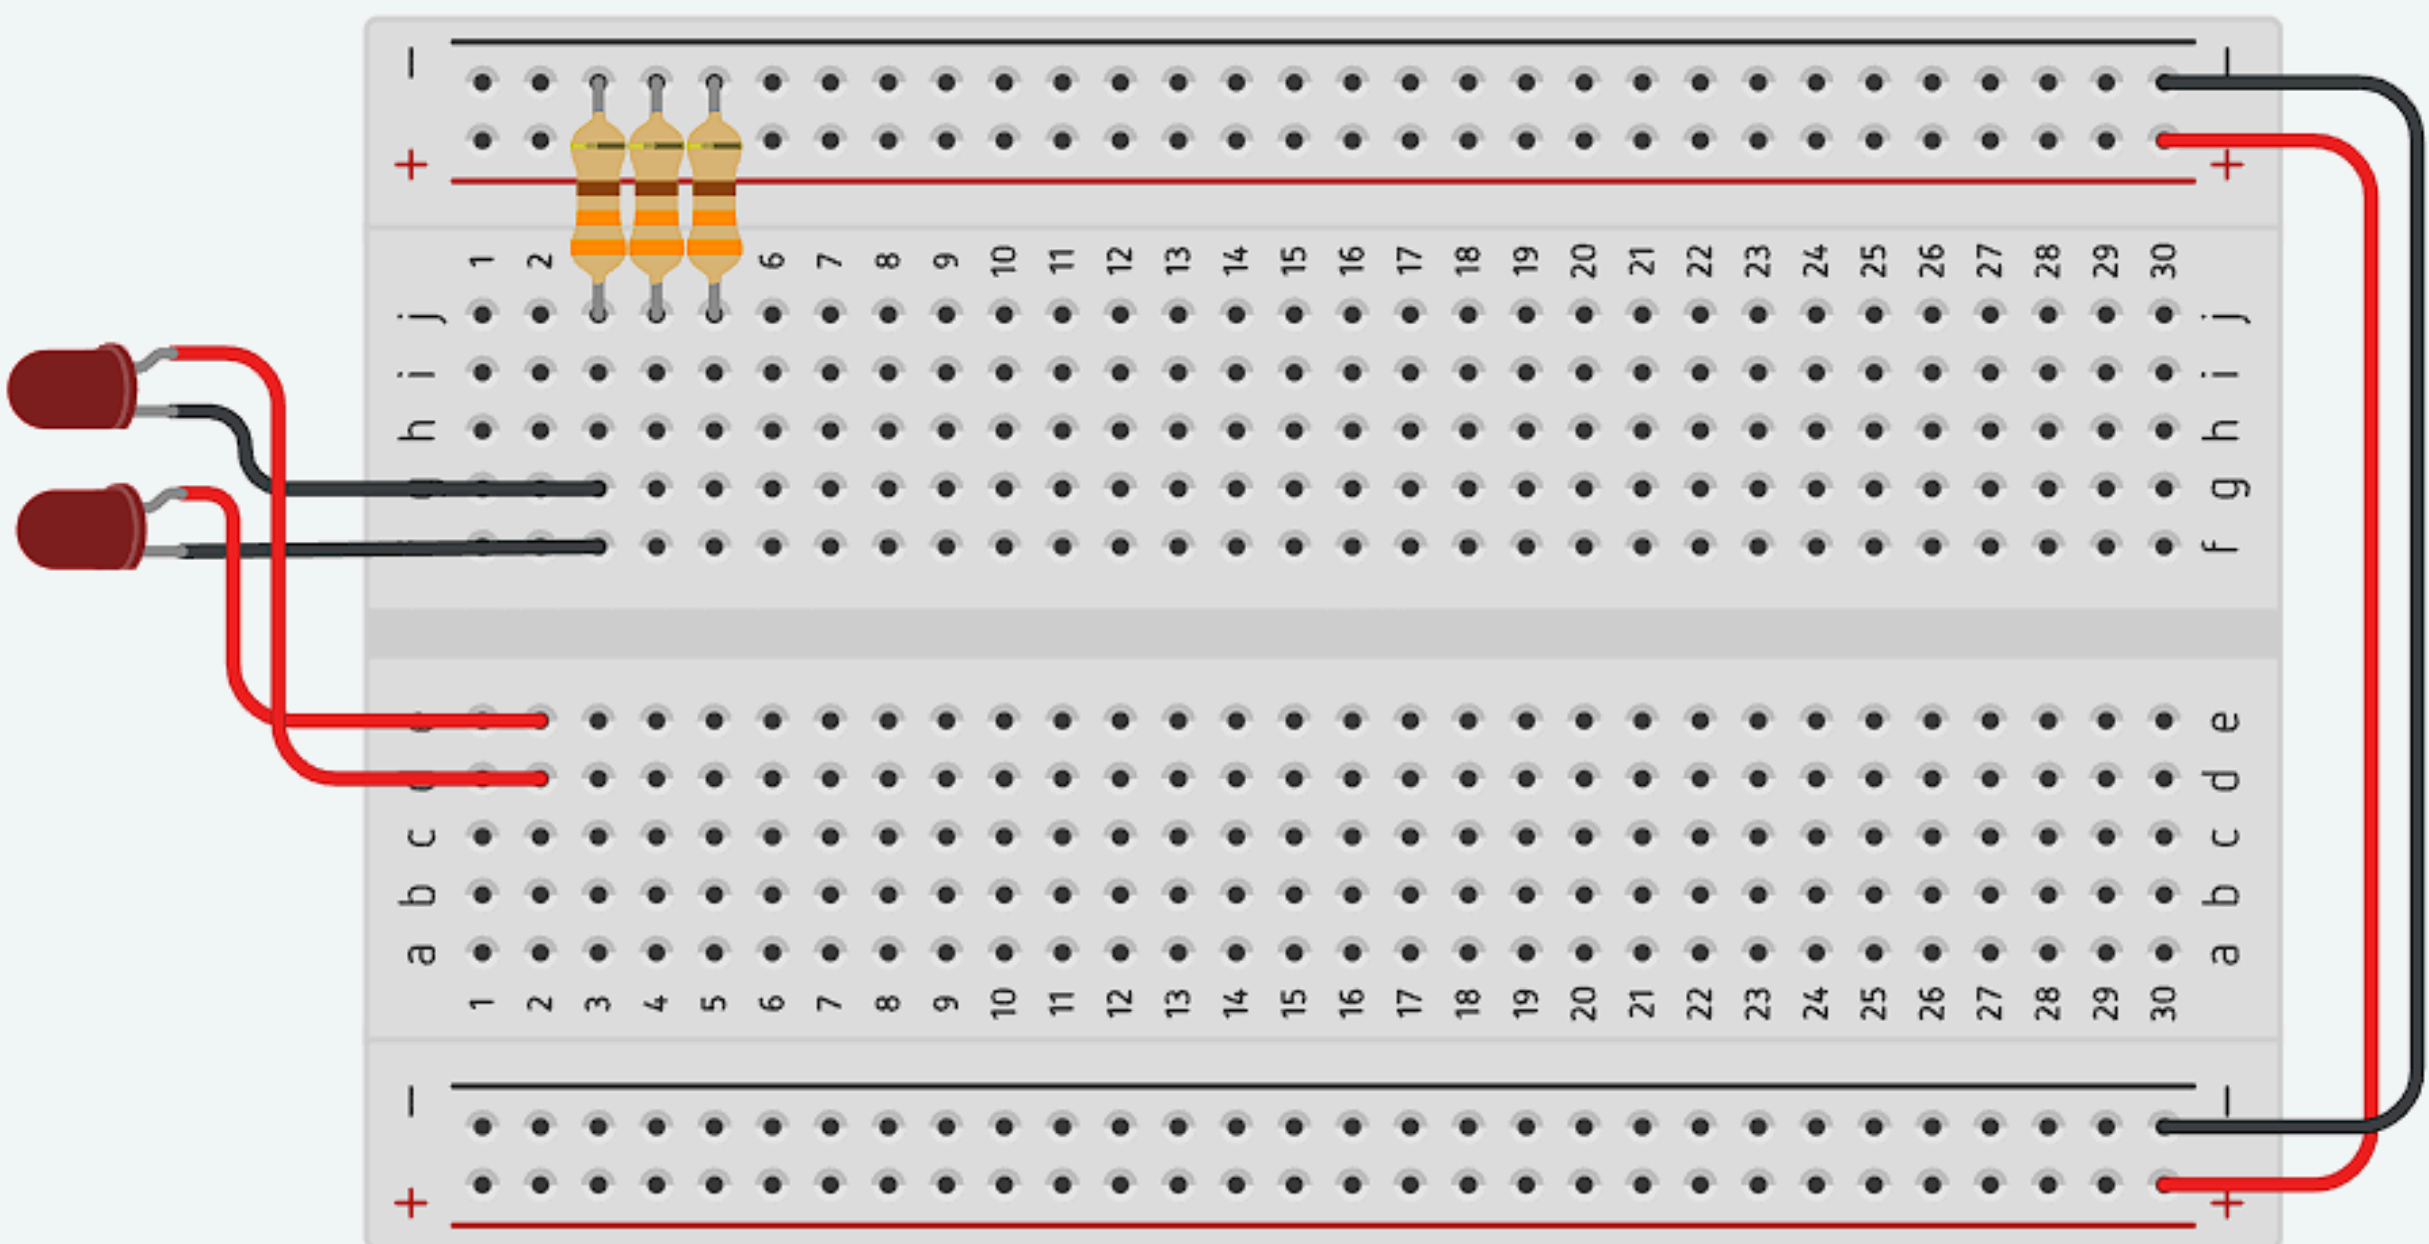 − −
+ +
1 2 6 7 8 9 10 11 12 13 14 15 16 17 18 19 20 21 22 23 24 25 26 27 28 29 30
j j
i i
h h
g
f
e
d
c c
b b
a a
1 2 3 4 5 6 7 8 9 10 11 12 13 14 15 16 17 18 19 20 21 22 23 24 25 26 27 28 29 30
− −
+ +